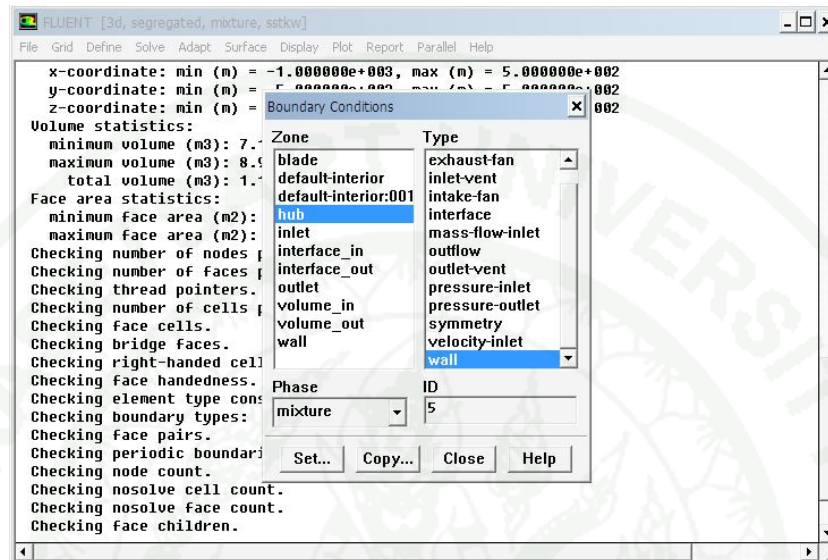 FLUENT [3d, segregated, mixture, sstkw]
File Grid Define Solve Adapt Surface Display Plot Report Parallel Help
x-coordinate: min (m) = -1.000000e+003, max (m) = 5.000000e+002
y-coordinate: min (m) =
z-coordinate: min (m) = 002
Volume statistics:
minimum volume (m3): 7.
maximum volume (m3): 8.
total volume (m3): 1.
Face area statistics:
minimum face area (m2):
maximum face area (m2):
Checking number of nodes
Checking number of faces
Checking thread pointers.
Checking number of cells
Checking face cells.
Checking bridge faces.
Checking right-handed cell
Checking face handedness.
Checking element type cons
Checking boundary types:
Checking face pairs.
Checking periodic boundari
Checking node count.
Checking nosolve cell count.
Checking nosolve face count.
Checking face children.
Boundary Conditions
Zone
blade
default-interior
default-interior:001
hub
inlet
interface_in
interface_out
outlet
volume_in
volume_out
wall
Type
exhaust-fan
inlet-vent
intake-fan
interface
mass-flow-inlet
outflow
outlet-vent
pressure-inlet
pressure-outlet
symmetry
velocity-inlet
wall
Phase
mixture
ID
5
Set... Copy... Close Help